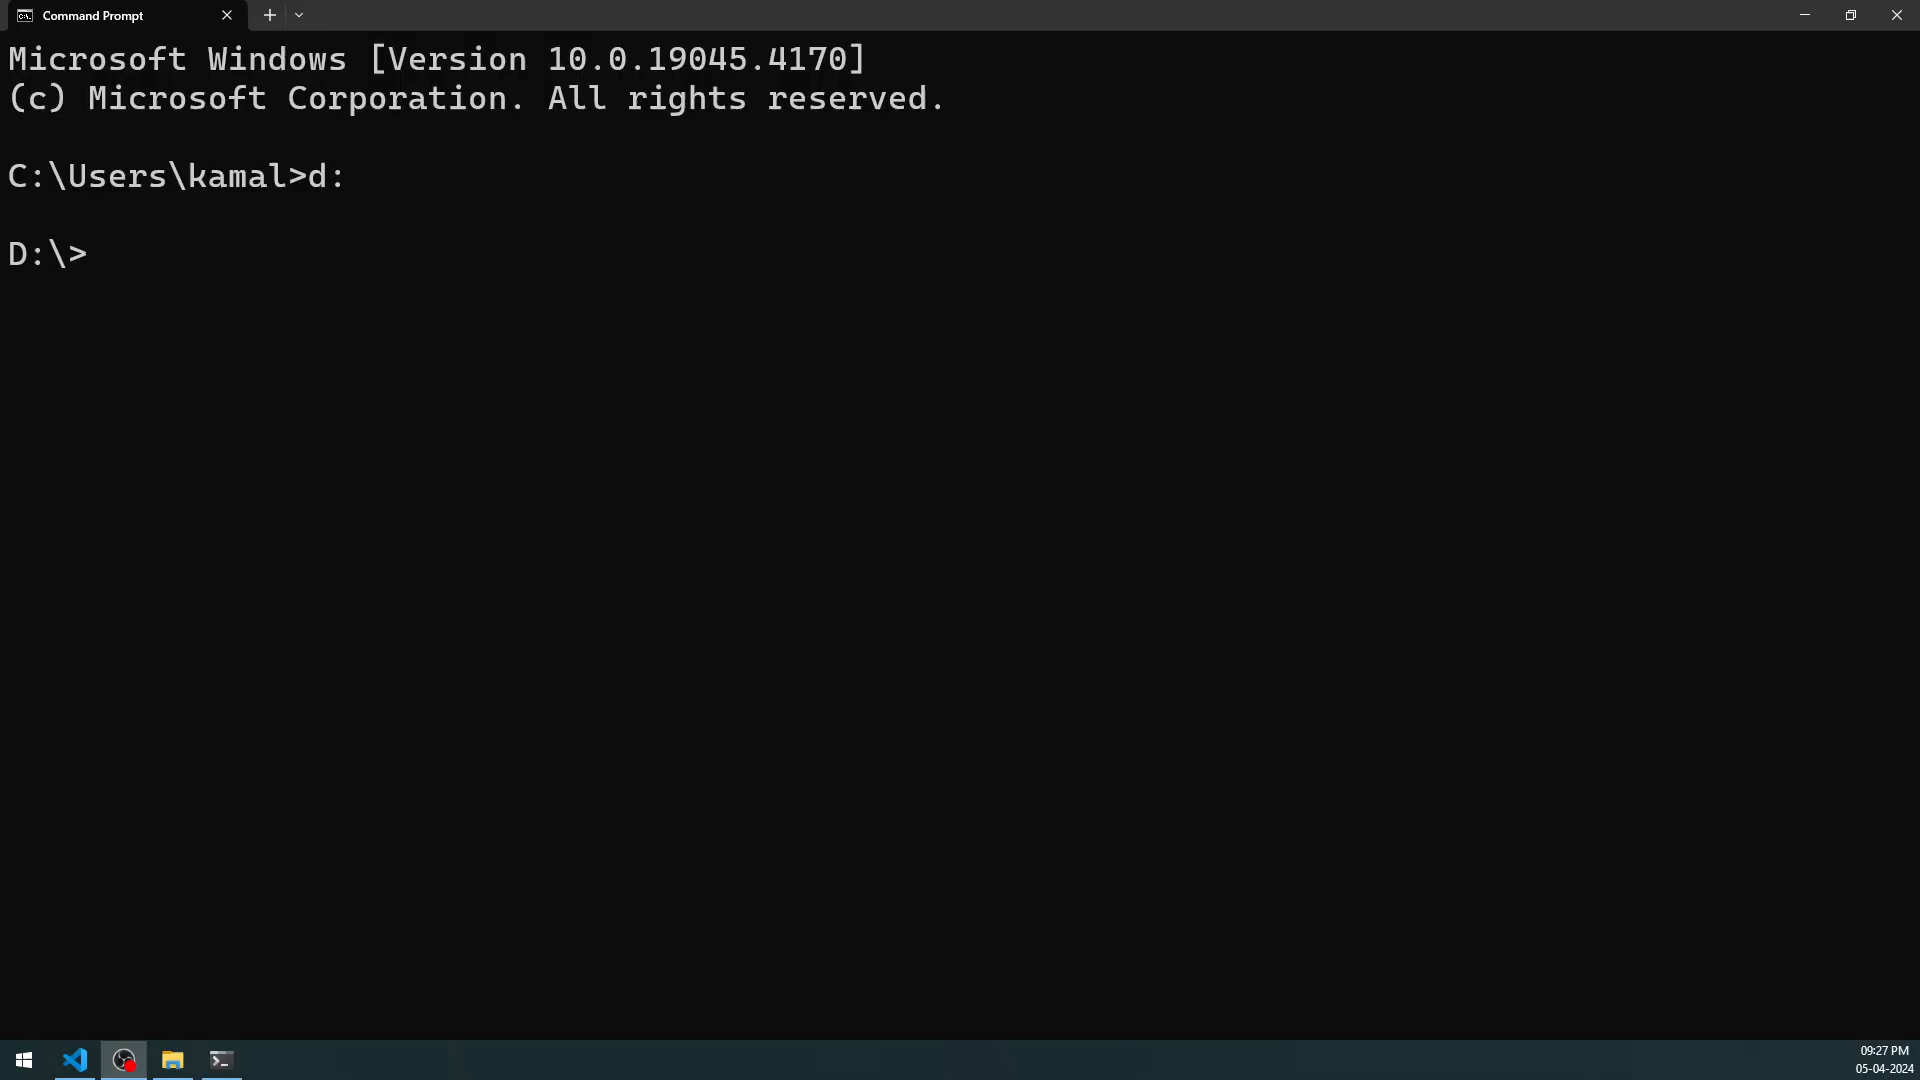 Command Prompt
Microsoft Windows [Version 10.0.19045.4170]
(c) Microsoft Corporation. All rights reserved.
C:\Users\kamal>d:
D:\>
09:27 PM
05-04-2024